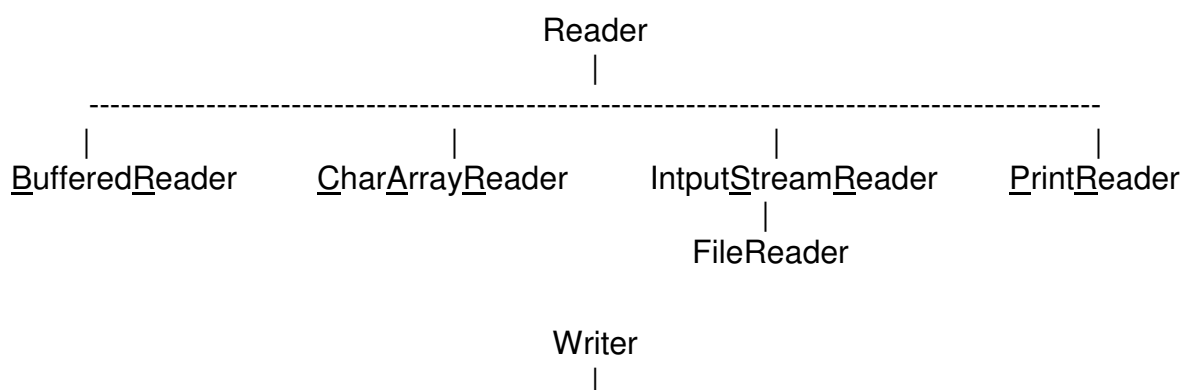 Reader
|
------------------------------------------------------------------------------------------------
| | | |
BufferedReader CharArrayReader IntputStreamReader PrintReader
|
FileReader
Writer
|